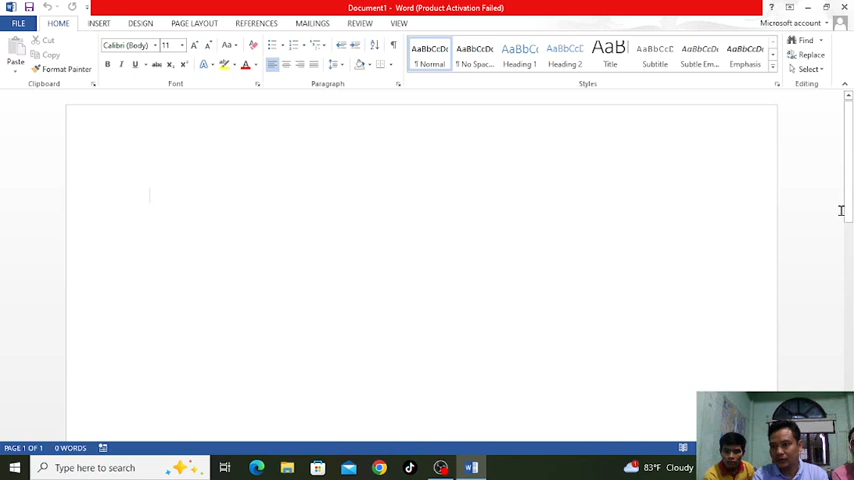 Document1 - Word (Product Activation Failed)
FILE HOME INSERT DESIGN PAGE LAYOUT REFERENCES MAILINGS REVIEW VIEW Microsoft account
Paste
Cut
Copy
Format Painter
Clipboard
Calibri (Body) 11
Font
Paragraph
AaBbCcDc AaBbCcDc AaBbCc AaBbCcC AaB AaBbCcC AaBbCcDc AaBbCcDc
¶ Normal ¶ No Spac... Heading 1 Heading 2 Title Subtitle Subtle Em... Emphasis
Styles
Find
Replace
Select
Editing
PAGE 1 OF 1 0 WORDS
Type here to search
83°F Cloudy